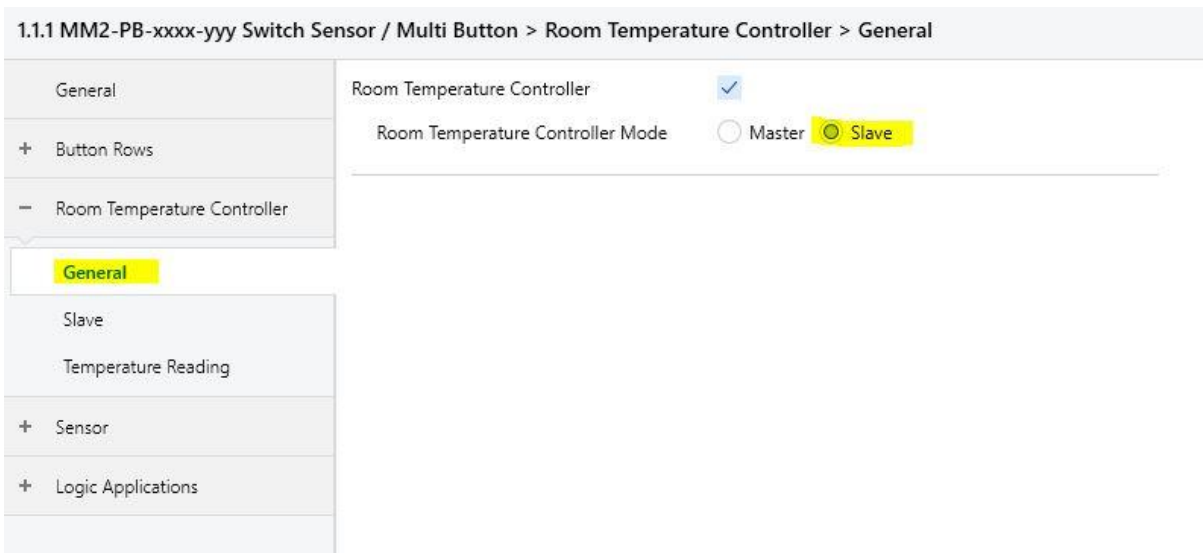 1.1.1 MM2-PB-xxxx-yyy Switch Sensor / Multi Button > Room Temperature Controller > General
General
+ Button Rows
− Room Temperature Controller
General
Slave
Temperature Reading
+ Sensor
+ Logic Applications
Room Temperature Controller
Room Temperature Controller Mode Master Slave